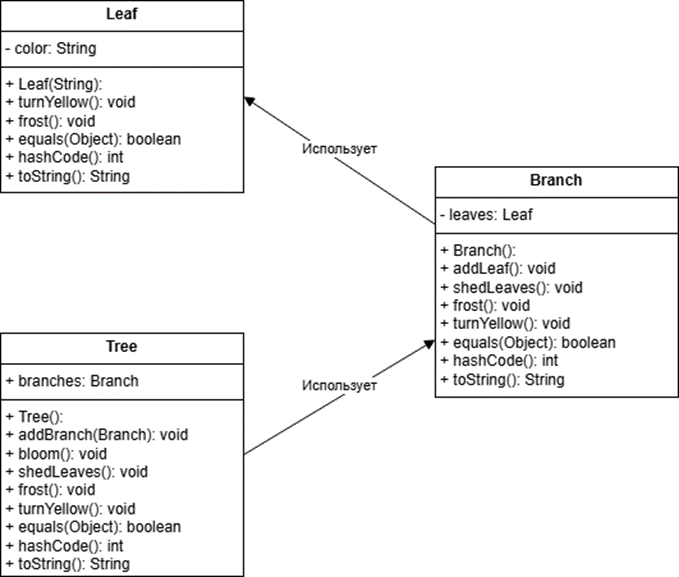 Leaf
- color: String
+ Leaf(String):
+ turnYellow(): void
+ frost(): void
+ equals(Object): boolean
+ hashCode(): int
+ toString(): String
Использует
Branch
- leaves: Leaf
+ Branch():
+ addLeaf(): void
+ shedLeaves(): void
+ frost(): void
+ turnYellow(): void
+ equals(Object): boolean
+ hashCode(): int
+ toString(): String
Tree
+ branches: Branch
+ Tree():
+ addBranch(Branch): void
+ bloom(): void
+ shedLeaves(): void
+ frost(): void
+ turnYellow(): void
+ equals(Object): boolean
+ hashCode(): int
+ toString(): String
Использует